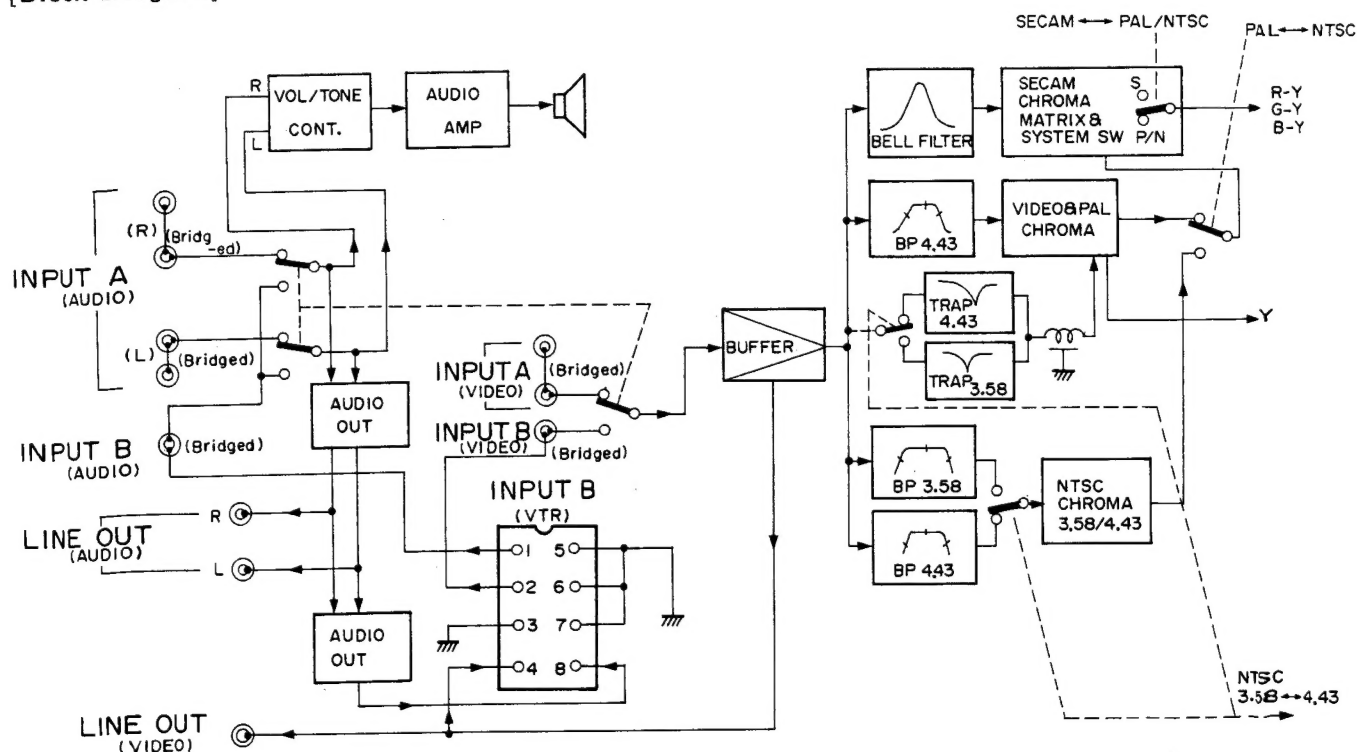 SECAM ↔ PAL/NTSC
PAL↔NTSC
R
VOL/TONE
CONT.
L
AUDIO
AMP
BELL FILTER
SECAM
CHROMA
MATRIX&
SYSTEM SW
S
P/N
R-Y
G-Y
B-Y
(R)
(Bridg
-ed)
INPUT A
(AUDIO)
(L)
(Bridged)
BP 4.43
VIDEO&PAL
CHROMA
TRAP
4.43
TRAP
3.58
Y
BUFFER
INPUT A
(VIDEO)
(Bridged)
INPUT B
(VIDEO)
(Bridged)
AUDIO
OUT
INPUT B
(AUDIO)
(Bridged)
LINE OUT
(AUDIO)
R
L
INPUT B
(VTR)
1 5
2 6
3 7
4 8
AUDIO
OUT
BP 3.58
BP 4.43
NTSC
CHROMA
3.58/4.43
NTSC
3.58↔4.43
LINE OUT
(VIDEO)